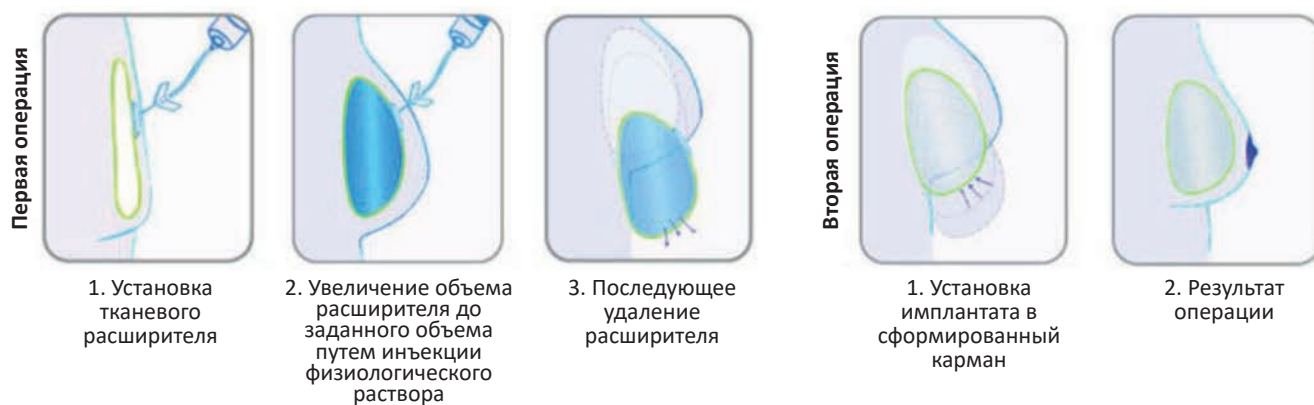 Первая операция
1. Установка
тканевого
расширителя
2. Увеличение объема
расширителя до
заданного объема
путем инъекции
физиологического
раствора
3. Последующее
удаление
расширителя
Вторая операция
1. Установка
имплантата в
сформированный
карман
2. Результат
операции